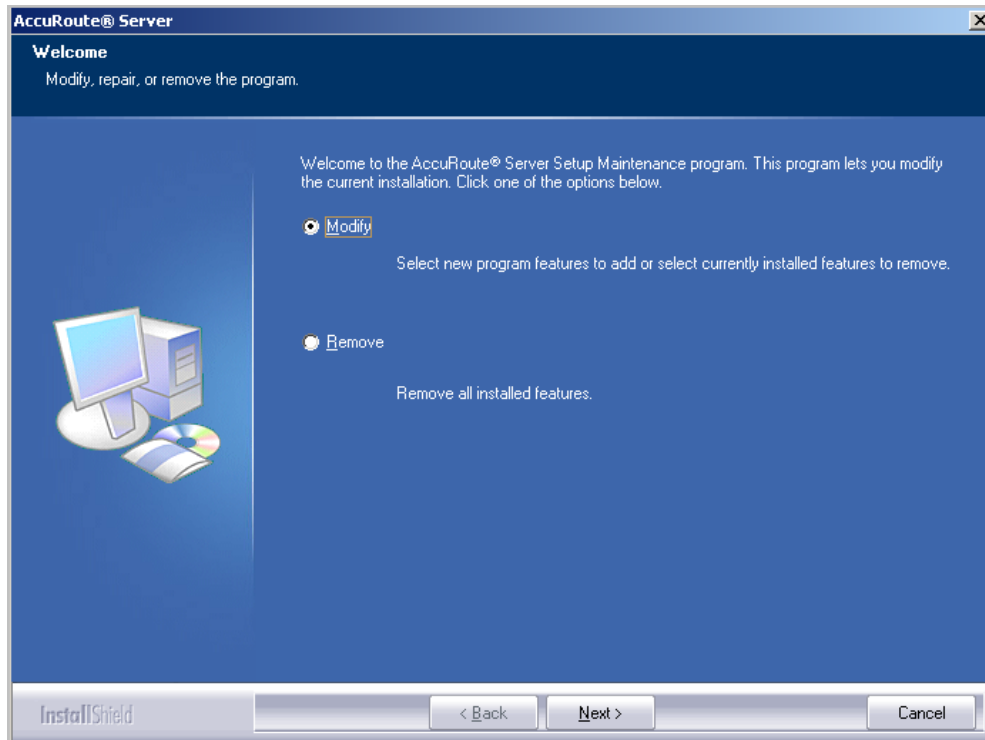 AccuRoute® Server
Welcome
Modify, repair, or remove the program.
Welcome to the AccuRoute® Server Setup Maintenance program. This program lets you modify
the current installation. Click one of the options below.
Modify
Select new program features to add or select currently installed features to remove.
Remove
Remove all installed features.
InstallShield
< Back
Next >
Cancel